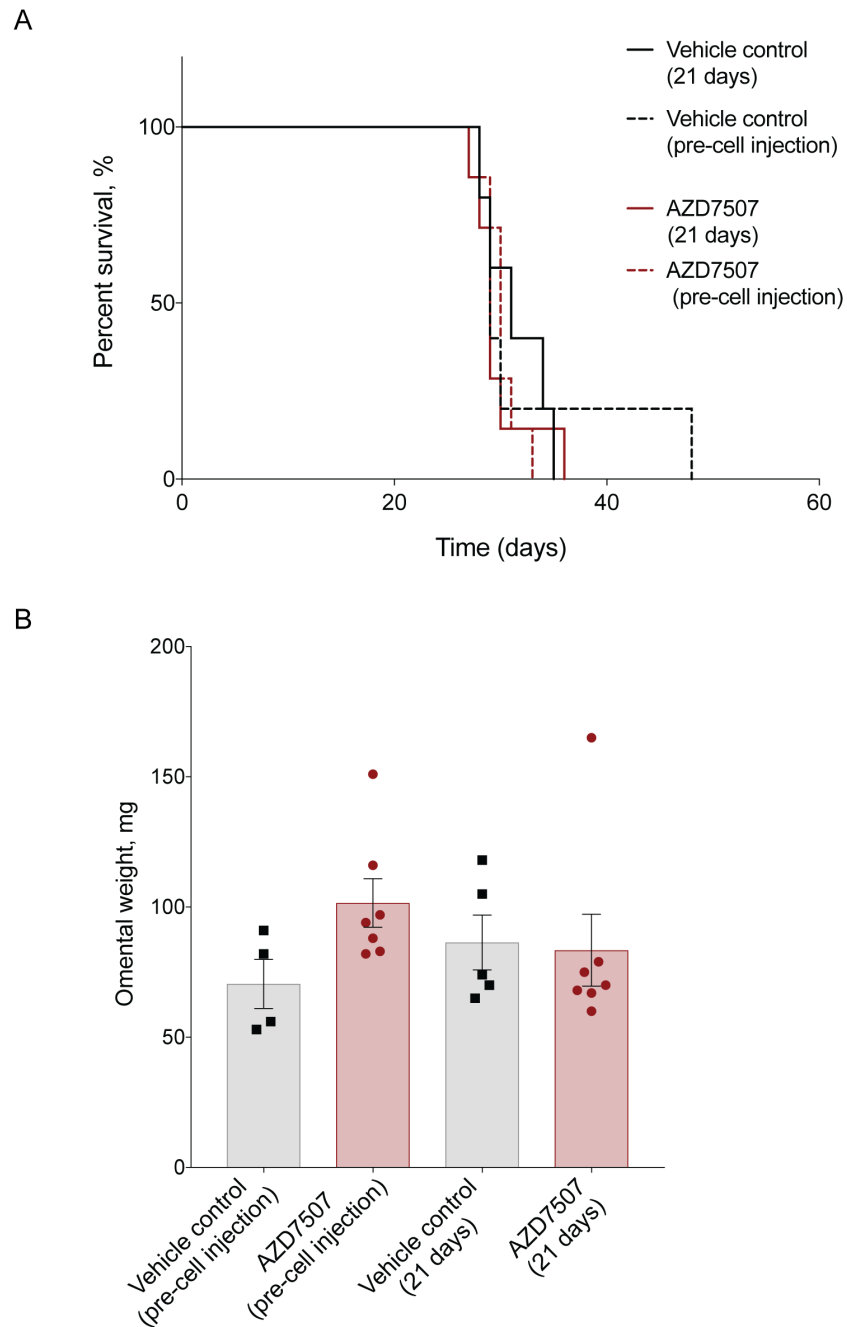 A
Vehicle control
(21 days)
Vehicle control
(pre-cell injection)
AZD7507
(21 days)
AZD7507
(pre-cell injection)
Percent survival, %
100
50
0
0 20 40 60
Time (days)
B
Omental weight, mg
200
150
100
50
0
Vehicle control
(pre-cell injection)
AZD7507
(pre-cell injection)
Vehicle control
(21 days)
AZD7507
(21 days)